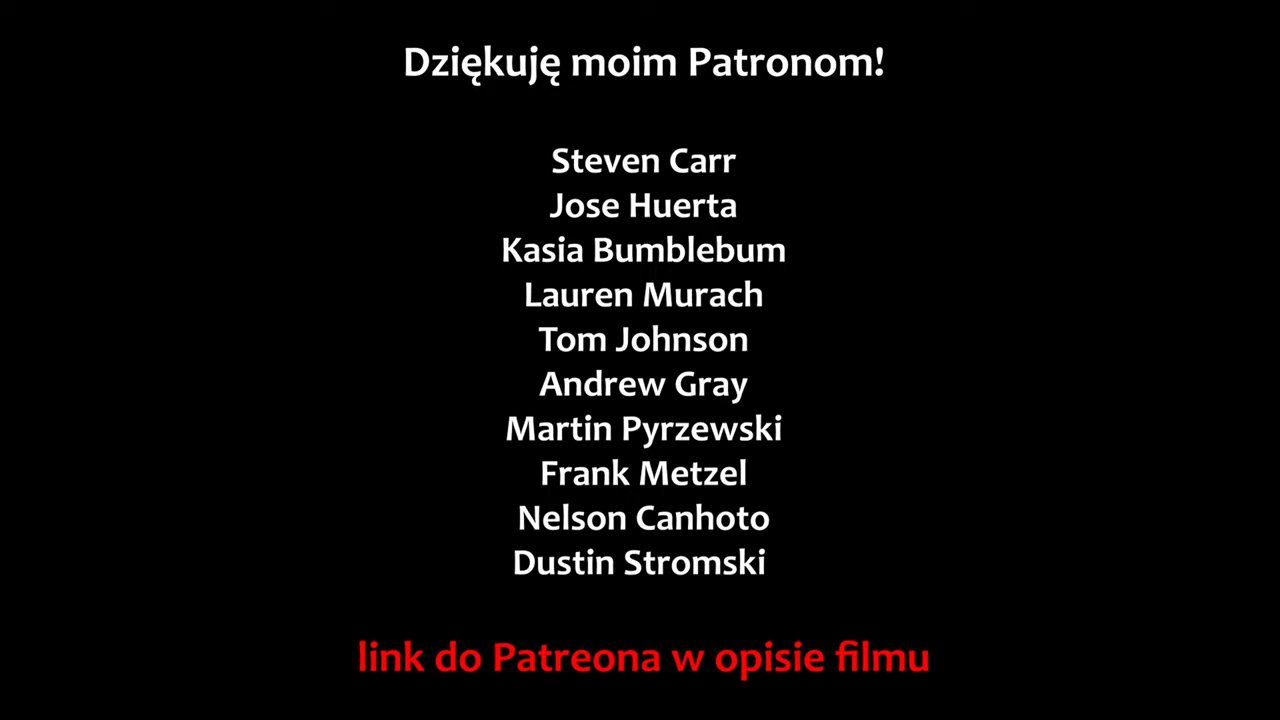 Dziękuję moim Patronom!
Steven Carr
Jose Huerta
Kasia Bumblebum
Lauren Murach
Tom Johnson
Andrew Gray
Martin Pyrzewski
Frank Metzel
Nelson Canhoto
Dustin Stromski
link do Patreona w opisie filmu